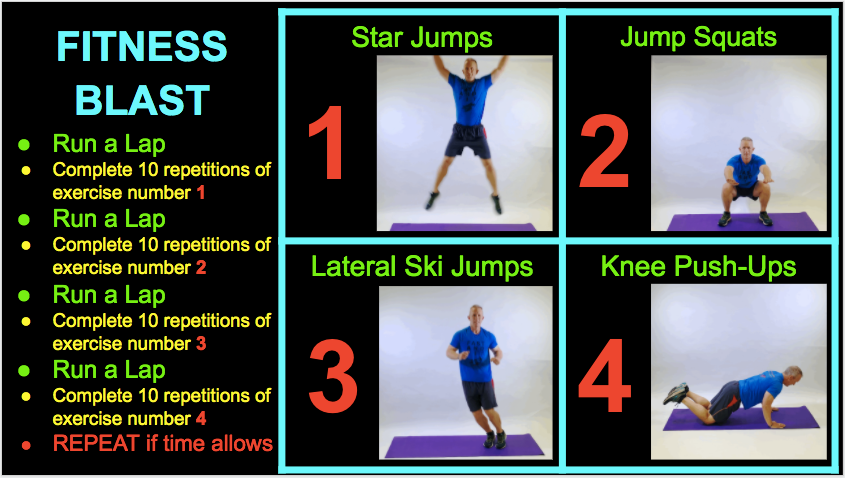 FITNESS
BLAST
Run a Lap
Complete 10 repetitions of
exercise number 1
Run a Lap
Complete 10 repetitions of
exercise number 2
Run a Lap
Complete 10 repetitions of
exercise number 3
Run a Lap
Complete 10 repetitions of
exercise number 4
REPEAT if time allows
Star Jumps
1
Jump Squats
2
Lateral Ski Jumps
3
Knee Push-Ups
4